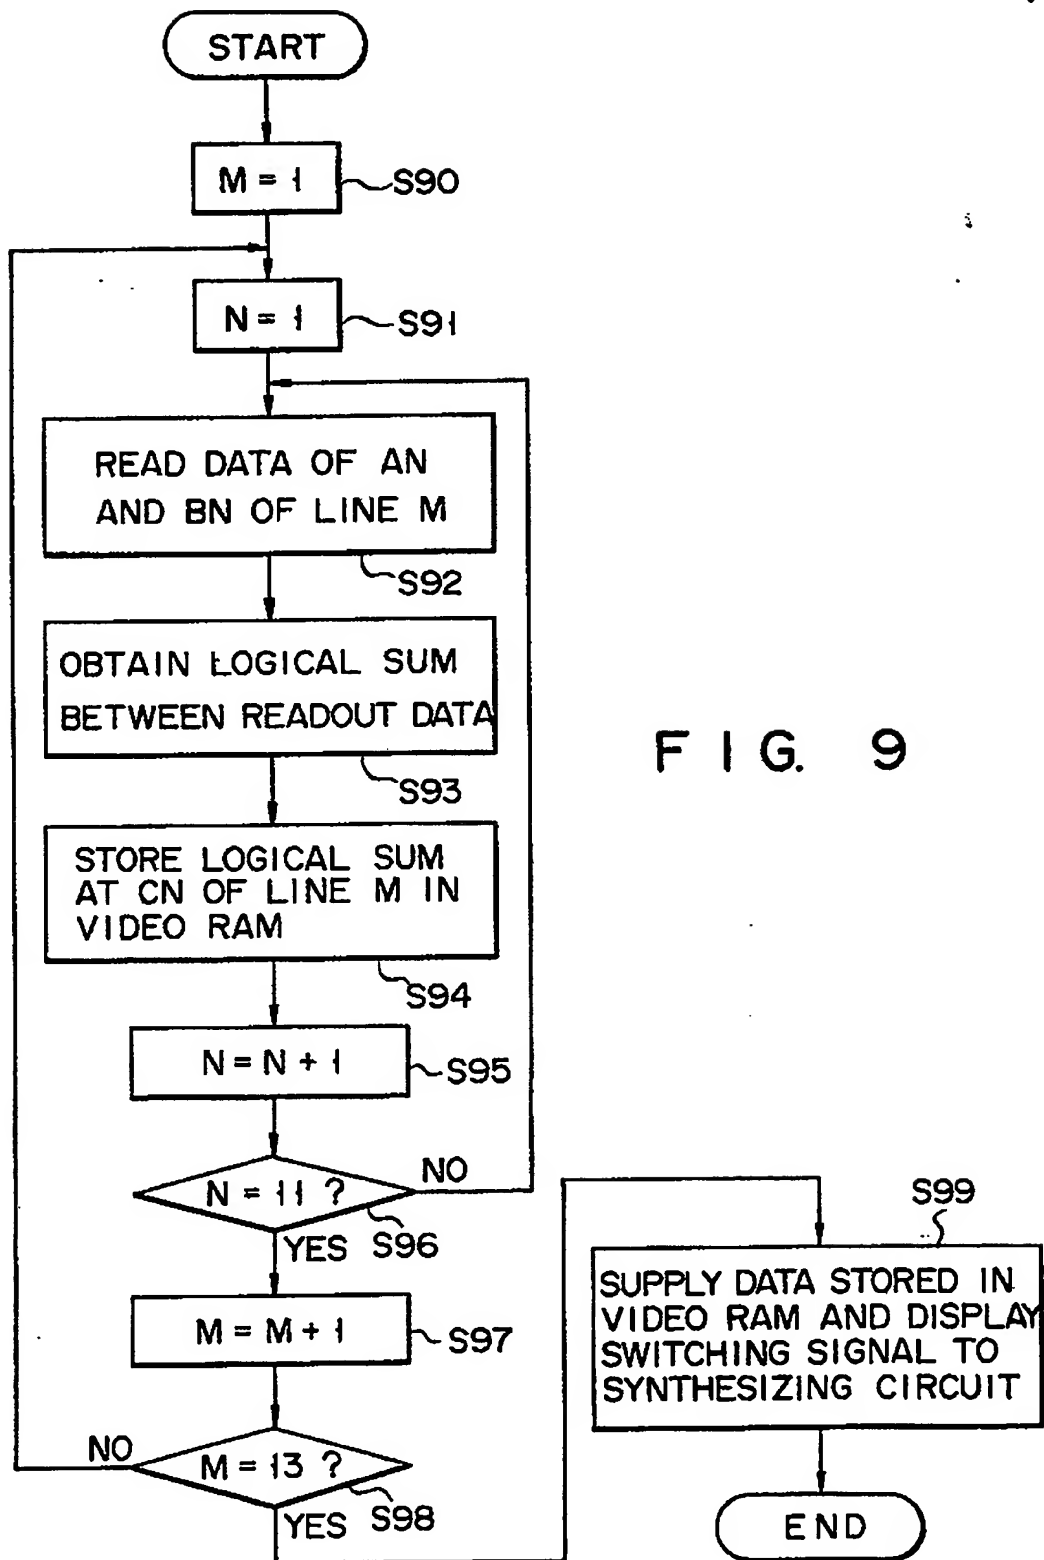 START
M = 1
S90
N = 1
S91
READ DATA OF AN
AND BN OF LINE M
S92
OBTAIN LOGICAL SUM
BETWEEN READOUT DATA
S93
STORE LOGICAL SUM
AT CN OF LINE M IN
VIDEO RAM
S94
N = N + 1
S95
N = 11 ?
NO
YES
S96
M = M + 1
S97
M = 13 ?
NO
YES
S98
S99
SUPPLY DATA STORED IN
VIDEO RAM AND DISPLAY
SWITCHING SIGNAL TO
SYNTHESIZING CIRCUIT
END
FIG. 9